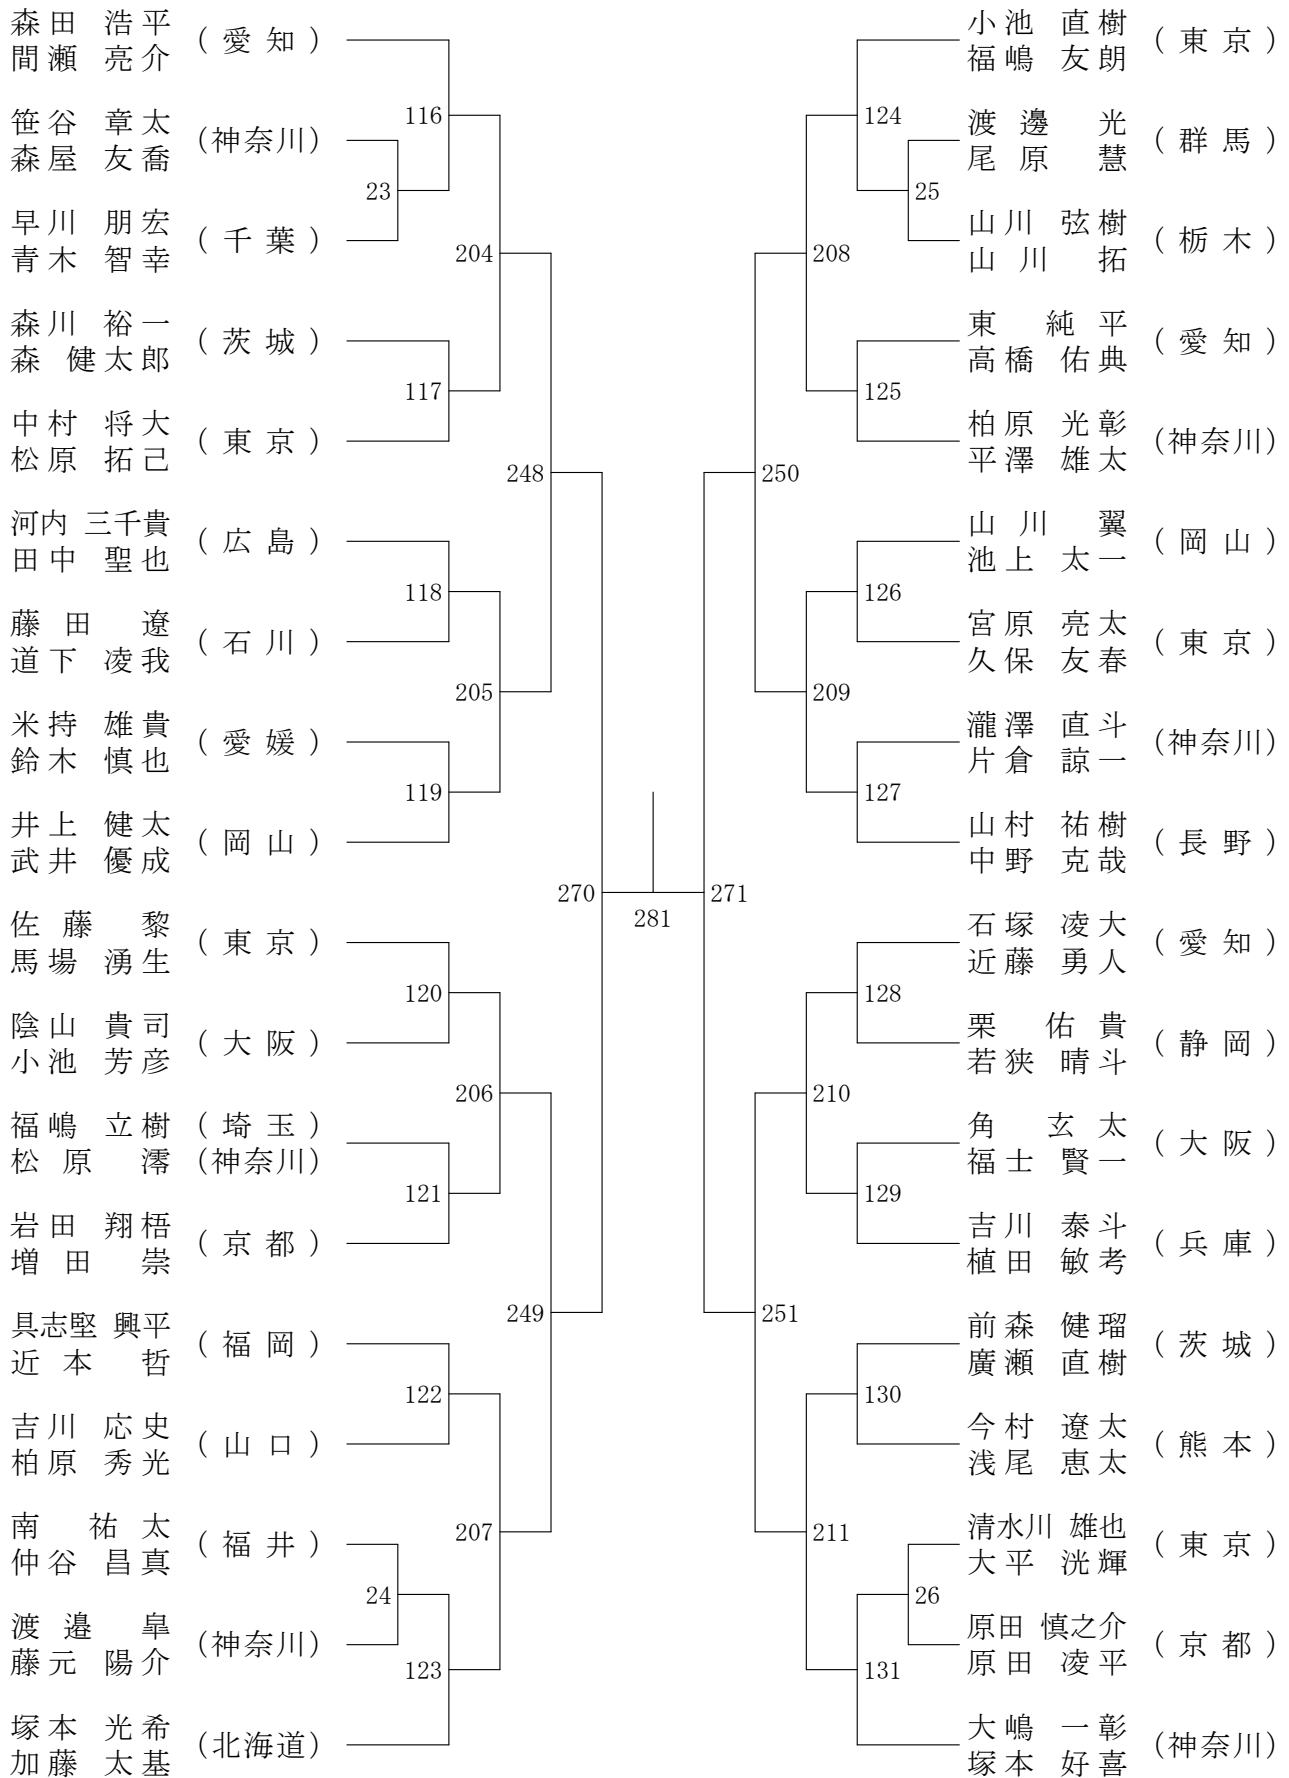 森田 浩平
間瀬 亮介
(愛知)
笹谷 章太
森屋 友喬
(神奈川)
早川 朋宏
青木 智幸
(千葉)
森川 裕一
森 健太郎
(茨城)
中村 将大
松原 拓己
(東京)
河内 三千貴
田中 聖也
(広島)
藤田 遼
道下 凌我
(石川)
米持 雄貴
鈴木 慎也
(愛媛)
井上 健太
武井 優成
(岡山)
佐藤 黎
馬場 湧生
(東京)
陰山 貴司
小池 芳彦
(大阪)
福嶋 立樹 (埼玉)
松原 澪 (神奈川)
岩田 翔梧
増田 崇
(京都)
具志堅 興平
近本 哲
(福岡)
吉川 応史
柏原 秀光
(山口)
南 祐太
仲谷 昌真
(福井)
渡邉 皐
藤元 陽介
(神奈川)
塚本 光希
加藤 太基
(北海道)
23
24
116
117
118
119
120
121
122
123
204
205
206
207
248
249
270
281
271
250
251
208
209
210
211
124
125
126
127
128
129
130
131
25
26
小池 直樹
福嶋 友朗
(東京)
渡邊 光
尾原 慧
(群馬)
山川 弦樹
山川 拓
(栃木)
東 純平
高橋 佑典
(愛知)
柏原 光彰
平澤 雄太
(神奈川)
山川 翼
池上 太一
(岡山)
宮原 亮太
久保 友春
(東京)
瀧澤 直斗
片倉 諒一
(神奈川)
山村 祐樹
中野 克哉
(長野)
石塚 凌大
近藤 勇人
(愛知)
栗 佑貴
若狭 晴斗
(静岡)
角 玄太
福士 賢一
(大阪)
吉川 泰斗
植田 敏考
(兵庫)
前森 健瑠
廣瀬 直樹
(茨城)
今村 遼太
浅尾 恵太
(熊本)
清水川 雄也
大平 洸輝
(東京)
原田 慎之介
原田 凌平
(京都)
大嶋 一彰
塚本 好喜
(神奈川)